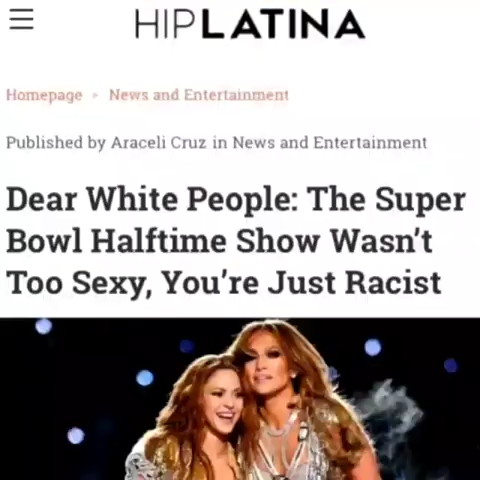 HIPLATINA
Homepage > News and Entertainment
Published by Araceli Cruz in News and Entertainment
Dear White People: The Super
Bowl Halftime Show Wasn't
Too Sexy, You're Just Racist